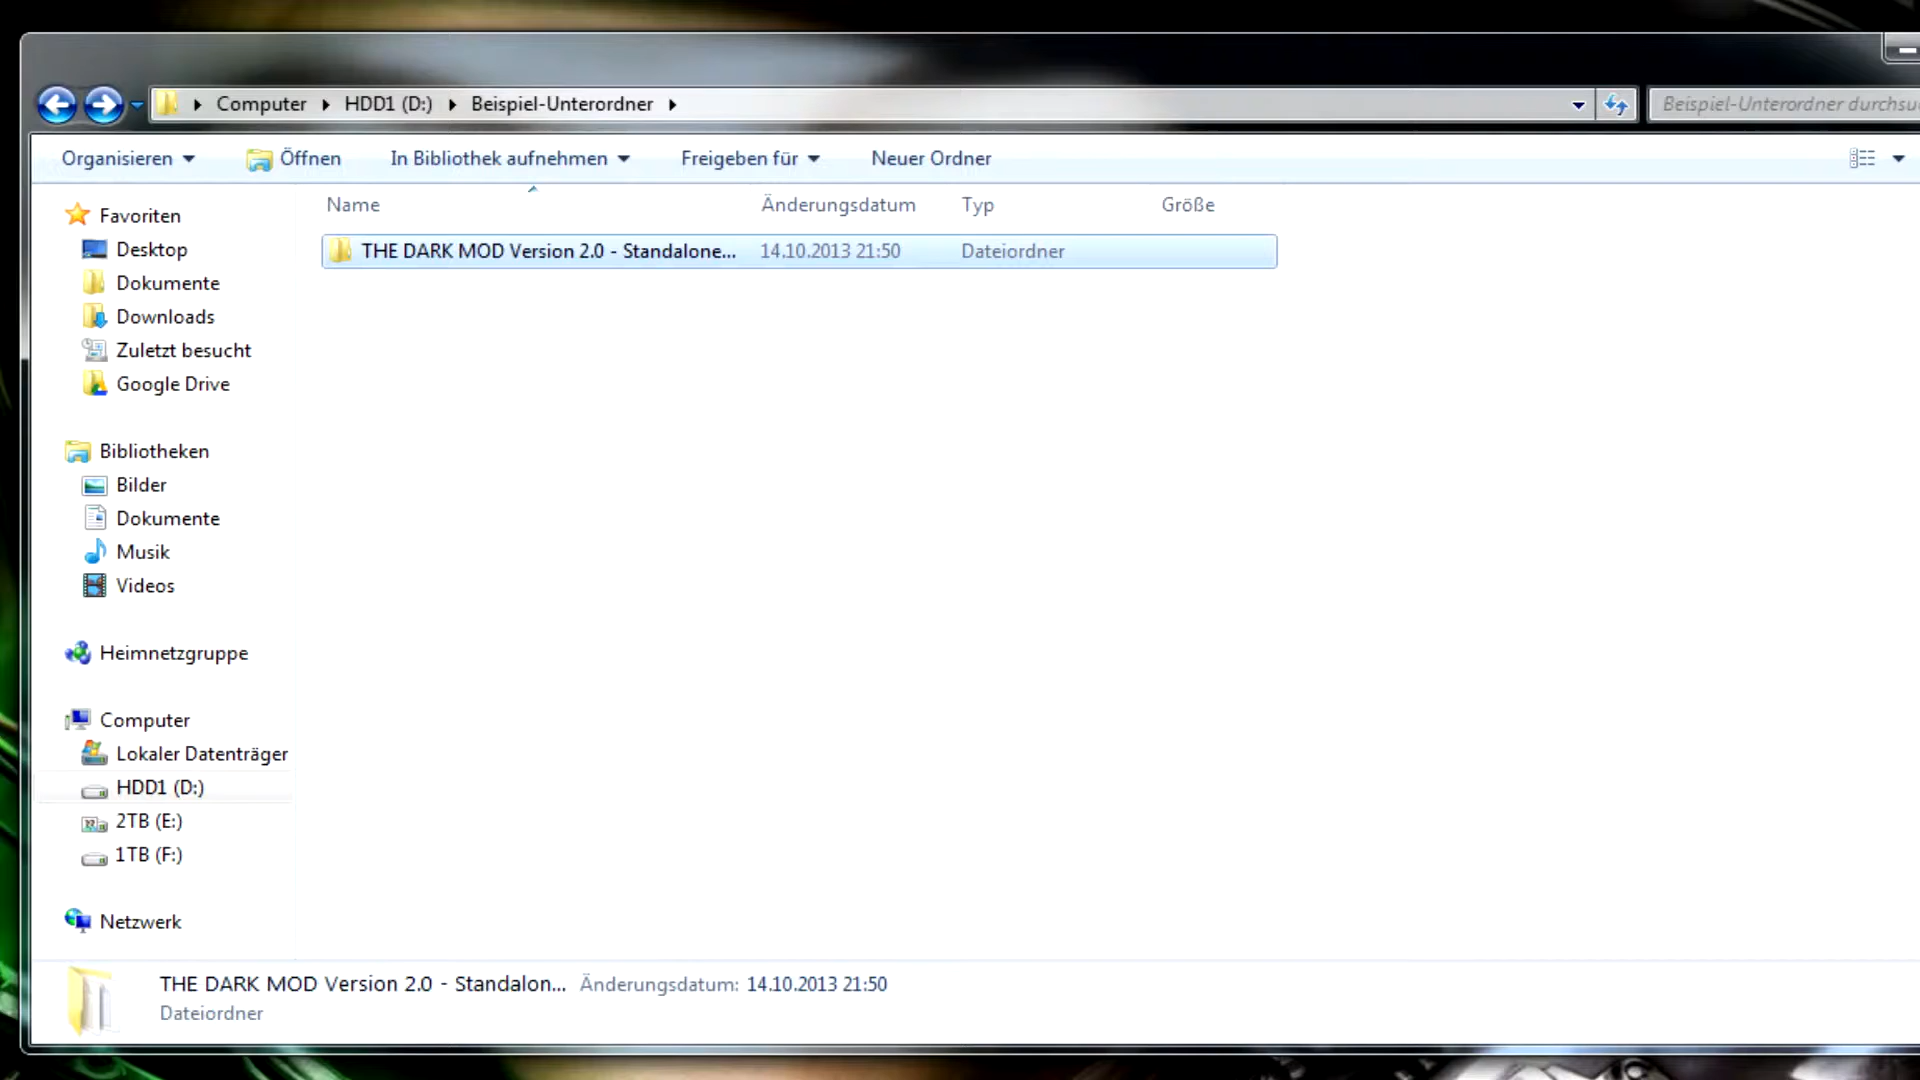 Computer HDD1 (D:) Beispiel-Unterordner
Beispiel-Unterordner durchsu
Organisieren Öffnen In Bibliothek aufnehmen Freigeben für Neuer Ordner
Name Änderungsdatum Typ Größe
THE DARK MOD Version 2.0 - Standalone... 14.10.2013 21:50 Dateiordner
Favoriten
Desktop
Dokumente
Downloads
Zuletzt besucht
Google Drive
Bibliotheken
Bilder
Dokumente
Musik
Videos
Heimnetzgruppe
Computer
Lokaler Datenträger
HDD1 (D:)
2TB (E:)
1TB (F:)
Netzwerk
THE DARK MOD Version 2.0 - Standalon... Änderungsdatum: 14.10.2013 21:50
Dateiordner